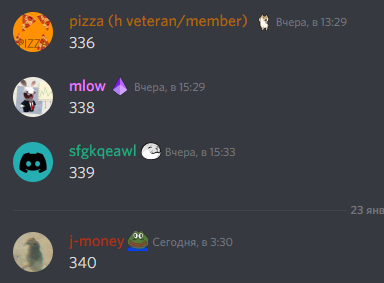 pizza (h veteran/member) Вчера, в 13:29
336
PIZZA
mlow Вчера, в 15:29
338
sfgkqeawl Вчера, в 15:33
339
23 янв
j-money Сегодня, в 3:30
340